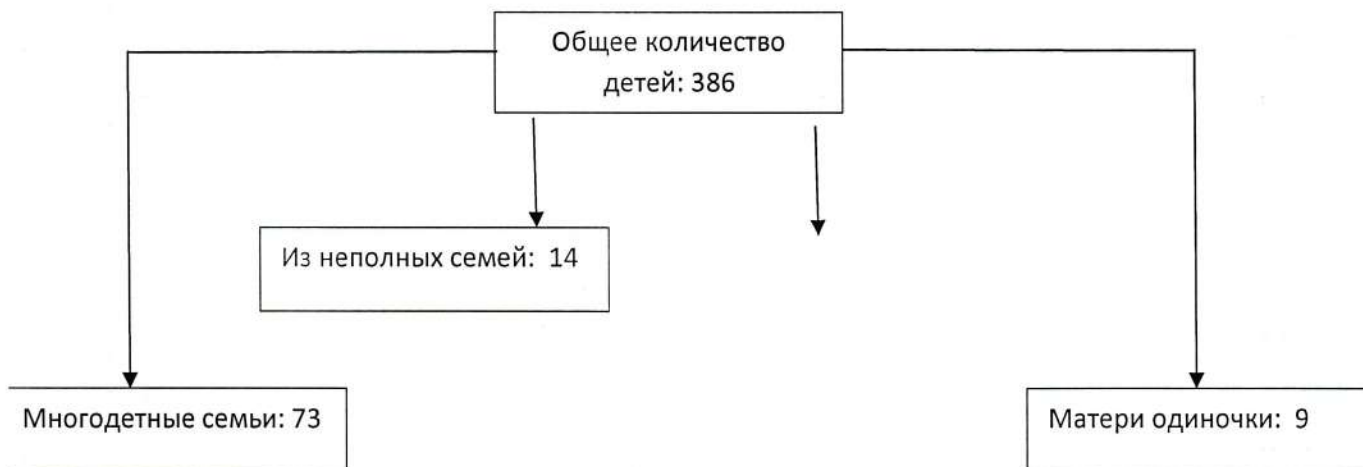 Общее количество
детей: 386
Из неполных семей: 14
Многодетные семьи: 73
Матери одиночки: 9